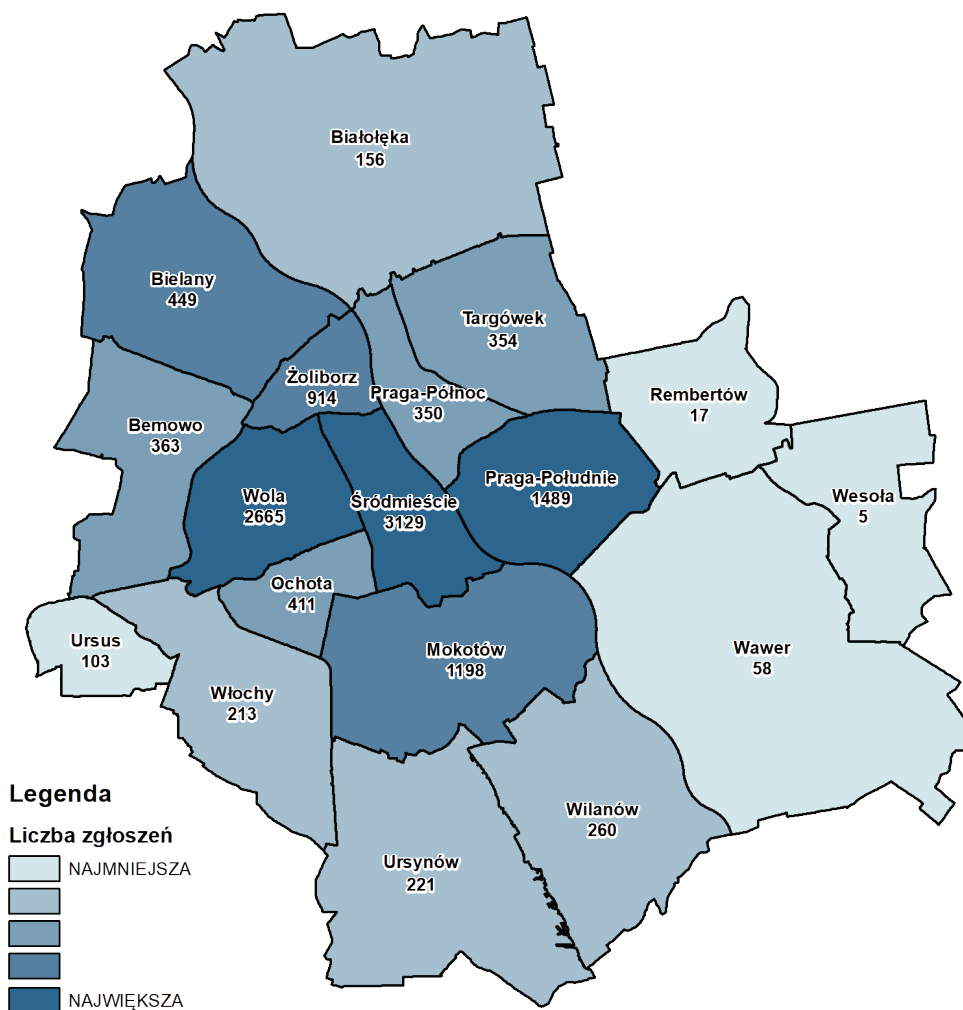 Białołęka
156
Bielany
449
Targówek
354
Żoliborz
914
Praga-Północ
350
Rembertów
17
Bemowo
363
Wola
2665
Śródmieście
3129
Praga-Południe
1489
Wesoła
5
Ochota
411
Ursus
103
Mokotów
1198
Wawer
58
Włochy
213
Wilanów
260
Ursynów
221
Legenda
Liczba zgłoszeń
NAJMNIEJSZA
NAJWIĘKSZA